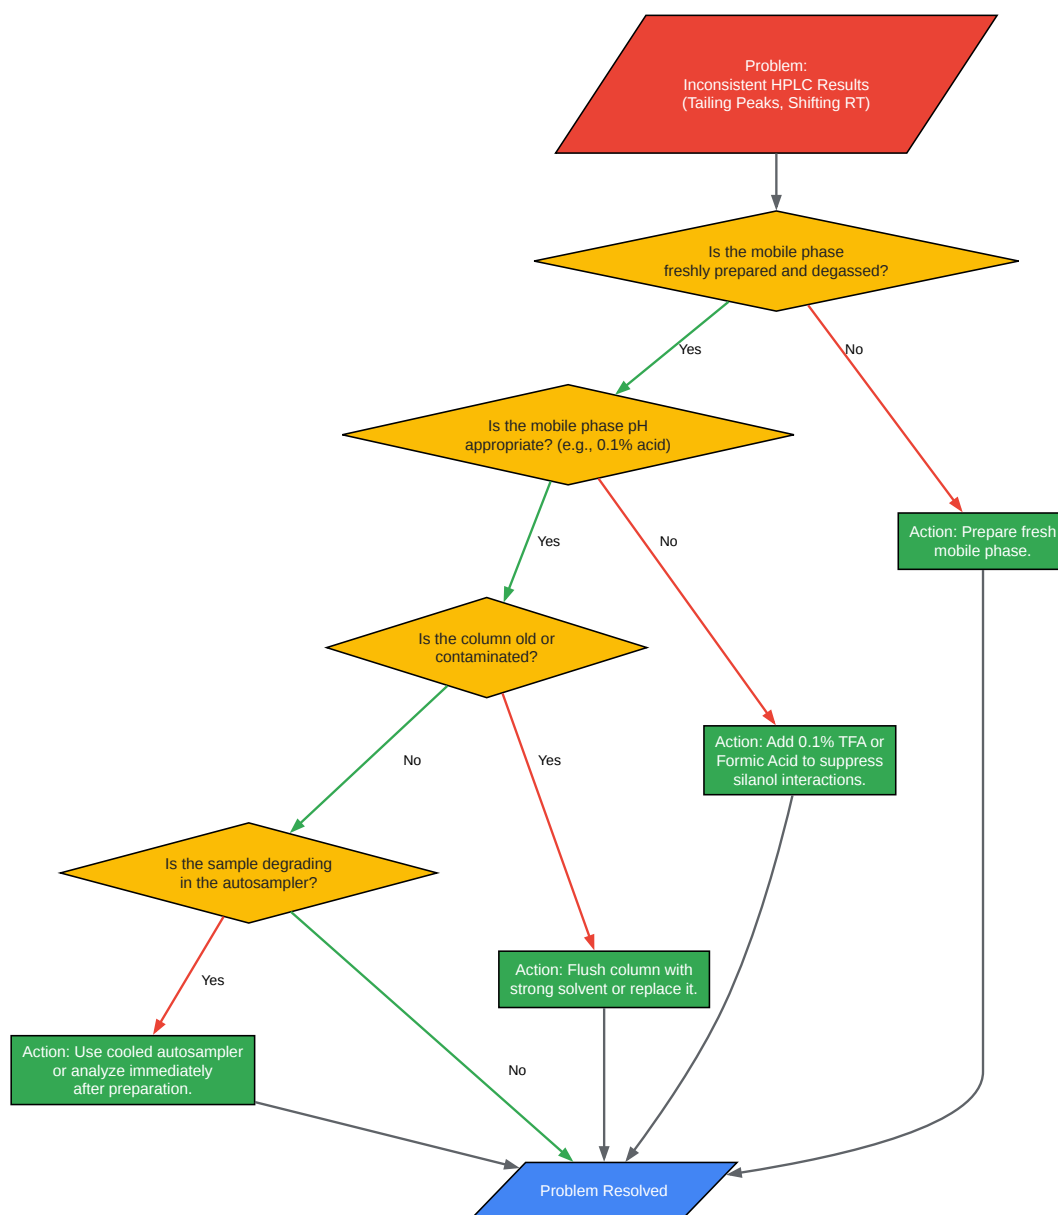 Problem:
Inconsistent HPLC Results
(Tailing Peaks, Shifting RT)
Is the mobile phase
freshly prepared and degassed?
Yes
No
Is the mobile phase pH
appropriate? (e.g., 0.1% acid)
Action: Prepare fresh
mobile phase.
Yes
No
Is the column old or
contaminated?
Action: Add 0.1% TFA or
Formic Acid to suppress
silanol interactions.
No
Yes
Is the sample degrading
in the autosampler?
Action: Flush column with
strong solvent or replace it.
Yes
No
Action: Use cooled autosampler
or analyze immediately
after preparation.
Problem Resolved